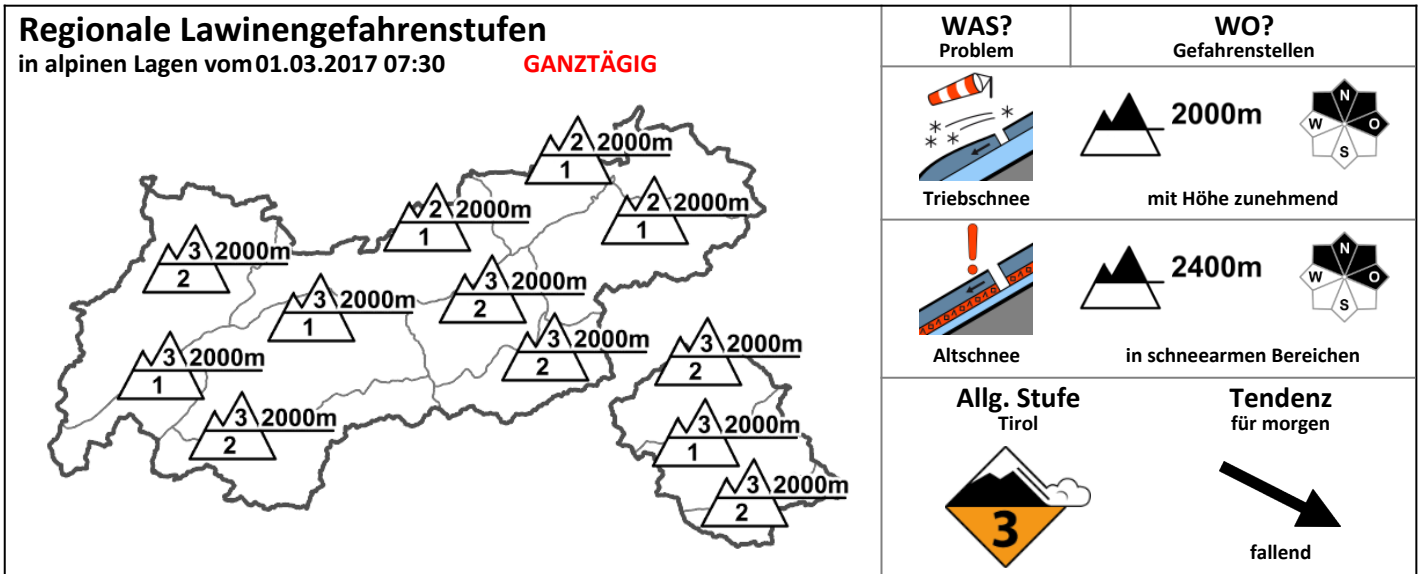 Regionale Lawinengefahrenstufen
in alpinen Lagen vom 01.03.2017 07:30 GANZTÄGIG
2 2000m
1
2 2000m
1
2 2000m
1
3 2000m
2
3 2000m
2
3 2000m
1
3 2000m
2
3 2000m
2
3 2000m
1
3 2000m
2
3 2000m
1
3 2000m
2
WAS?
Problem
WO?
Gefahrenstellen
2000m
N
W O
S
Triebschnee
mit Höhe zunehmend
2400m
N
W O
S
Altschnee
in schneearmen Bereichen
Allg. Stufe
Tirol
3
Tendenz
für morgen
fallend